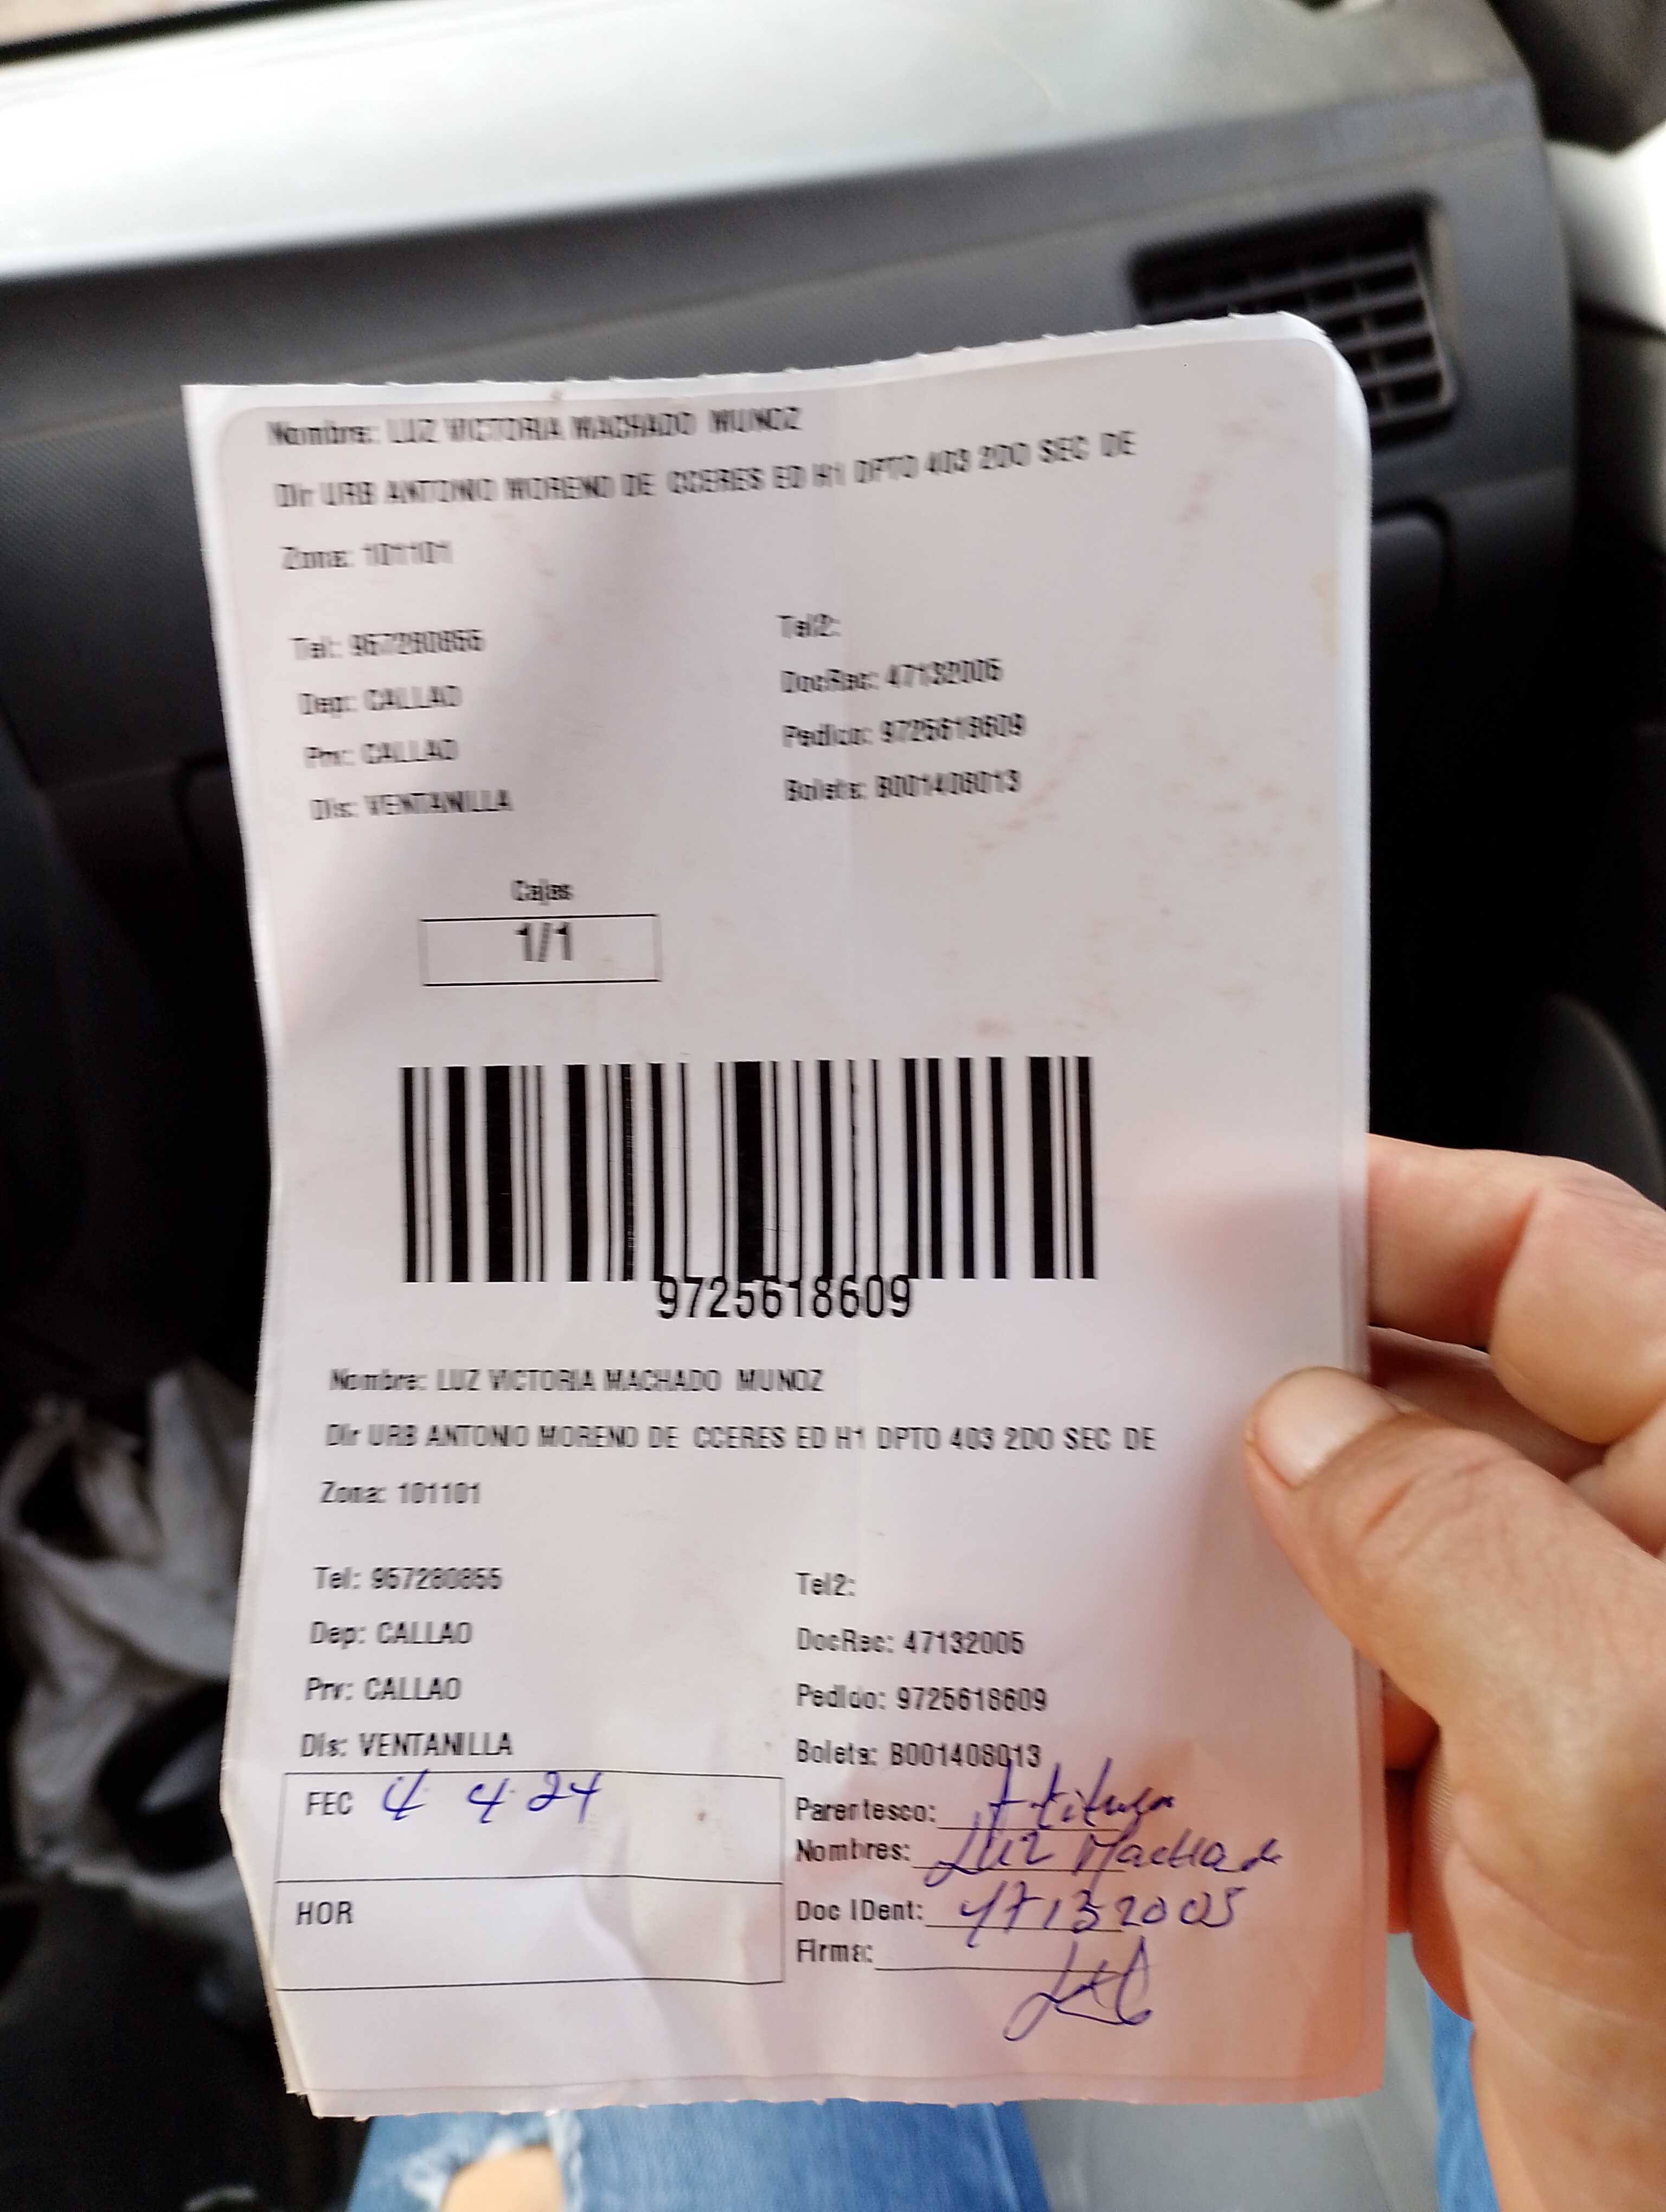 Nombre: LUZ VICTORIA MACHADO MUNOZ
Dir URB ANTONIO MORENO DE CCERES ED H1 DPTO 403 2DO SEC DE
Zona: 101101
Tel: 957280855 Tel2:
Dep: CALLAO DocRec: 47132005
Prv: CALLAO Pedido: 9725618609
Dis: VENTANILLA Boleta: B001408013
Cajas
1/1
9725618609
Nombre: LUZ VICTORIA MACHADO MUNOZ
Dir URB ANTONIO MORENO DE CCERES ED H1 DPTO 403 2DO SEC DE
Zona: 101101
Tel: 957280855 Tel2:
Dep: CALLAO DocRec: 47132005
Prv: CALLAO Pedido: 9725618609
Dis: VENTANILLA Boleta: B001408013
FEC 4 4 24 Parentesco:
Nombres: Luz Machado
HOR Doc IDent: 47132005
Firma: